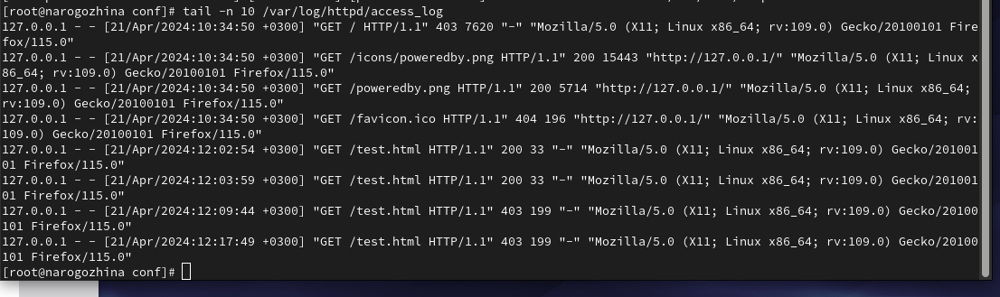 [root@narogozhina conf]# tail -n 10 /var/log/httpd/access_log
127.0.0.1 - - [21/Apr/2024:10:34:50 +0300] "GET / HTTP/1.1" 403 7620 "-" "Mozilla/5.0 (X11; Linux x86_64; rv:109.0) Gecko/20100101 Fire
fox/115.0"
127.0.0.1 - - [21/Apr/2024:10:34:50 +0300] "GET /icons/poweredby.png HTTP/1.1" 200 15443 "http://127.0.0.1/" "Mozilla/5.0 (X11; Linux x
86_64; rv:109.0) Gecko/20100101 Firefox/115.0"
127.0.0.1 - - [21/Apr/2024:10:34:50 +0300] "GET /poweredby.png HTTP/1.1" 200 5714 "http://127.0.0.1/" "Mozilla/5.0 (X11; Linux x86_64; 
rv:109.0) Gecko/20100101 Firefox/115.0"
127.0.0.1 - - [21/Apr/2024:10:34:50 +0300] "GET /favicon.ico HTTP/1.1" 404 196 "http://127.0.0.1/" "Mozilla/5.0 (X11; Linux x86_64; rv:
109.0) Gecko/20100101 Firefox/115.0"
127.0.0.1 - - [21/Apr/2024:12:02:54 +0300] "GET /test.html HTTP/1.1" 200 33 "-" "Mozilla/5.0 (X11; Linux x86_64; rv:109.0) Gecko/201001
01 Firefox/115.0"
127.0.0.1 - - [21/Apr/2024:12:03:59 +0300] "GET /test.html HTTP/1.1" 200 33 "-" "Mozilla/5.0 (X11; Linux x86_64; rv:109.0) Gecko/201001
01 Firefox/115.0"
127.0.0.1 - - [21/Apr/2024:12:09:44 +0300] "GET /test.html HTTP/1.1" 403 199 "-" "Mozilla/5.0 (X11; Linux x86_64; rv:109.0) Gecko/20100
101 Firefox/115.0"
127.0.0.1 - - [21/Apr/2024:12:17:49 +0300] "GET /test.html HTTP/1.1" 403 199 "-" "Mozilla/5.0 (X11; Linux x86_64; rv:109.0) Gecko/20100
101 Firefox/115.0"
[root@narogozhina conf]#